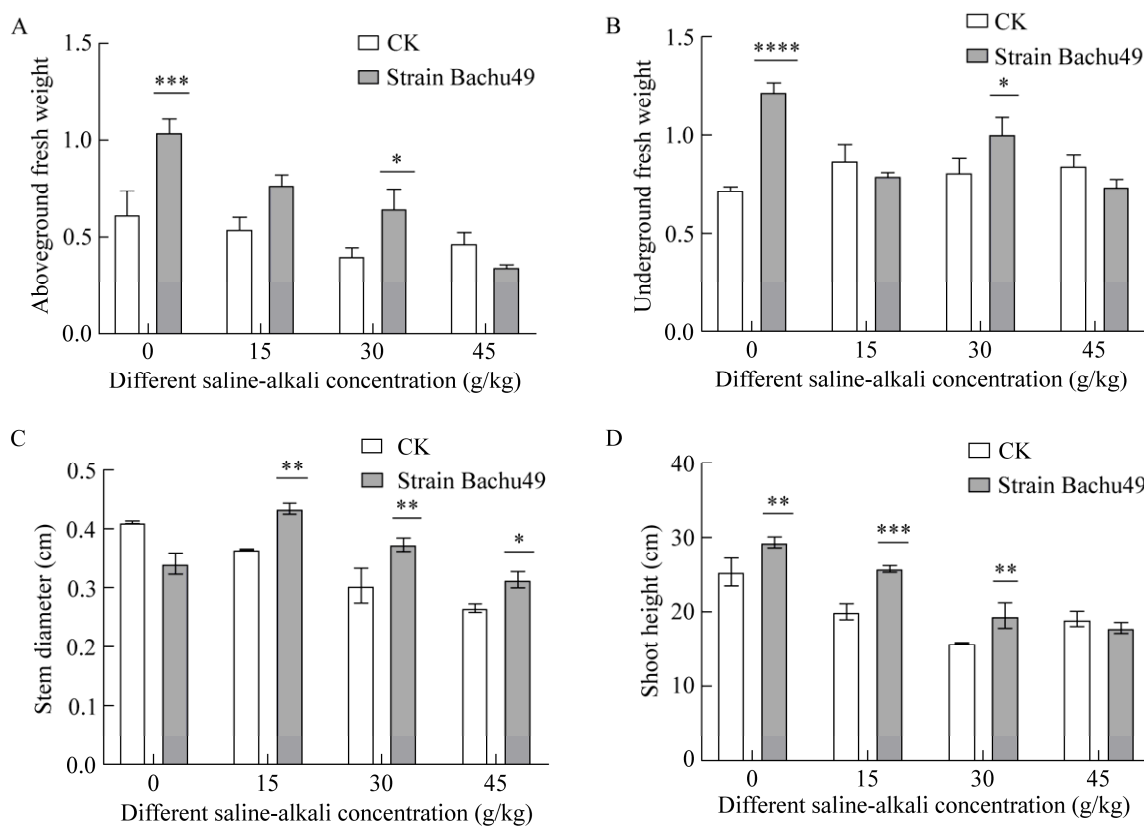 A
CK
Strain Bachu49
1.5
1.0
0.5
0.0
***
*
Aboveground fresh weight
0
15
30
45
Different saline-alkali concentration (g/kg)
B
CK
Strain Bachu49
1.5
1.0
0.5
0.0
****
*
Underground fresh weight
0
15
30
45
Different saline-alkali concentration (g/kg)
C
CK
Strain Bachu49
0.5
0.4
0.3
0.2
0.1
0.0
**
**
*
Stem diameter (cm)
0
15
30
45
Different saline-alkali concentration (g/kg)
D
CK
Strain Bachu49
40
30
20
10
0
**
***
**
Shoot height (cm)
0
15
30
45
Different saline-alkali concentration (g/kg)